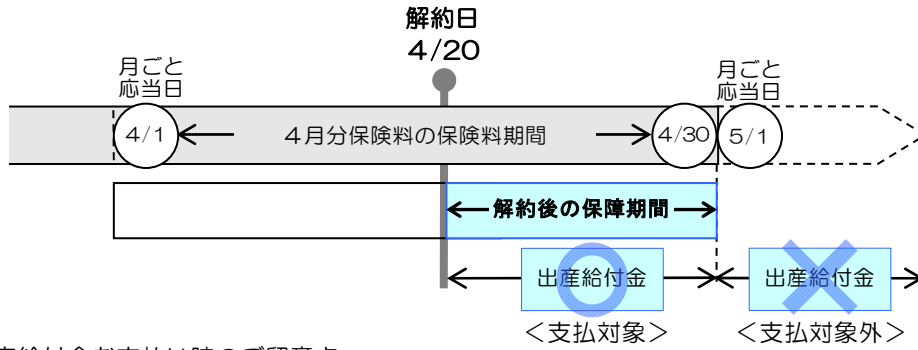 解約日
4/20
月ごと
応当日
月ごと
応当日
4/1
4月分保険料の保険料期間
4/30
5/1
解約後の保障期間
出産給付金
出産給付金
<支払対象>
<支払対象外>